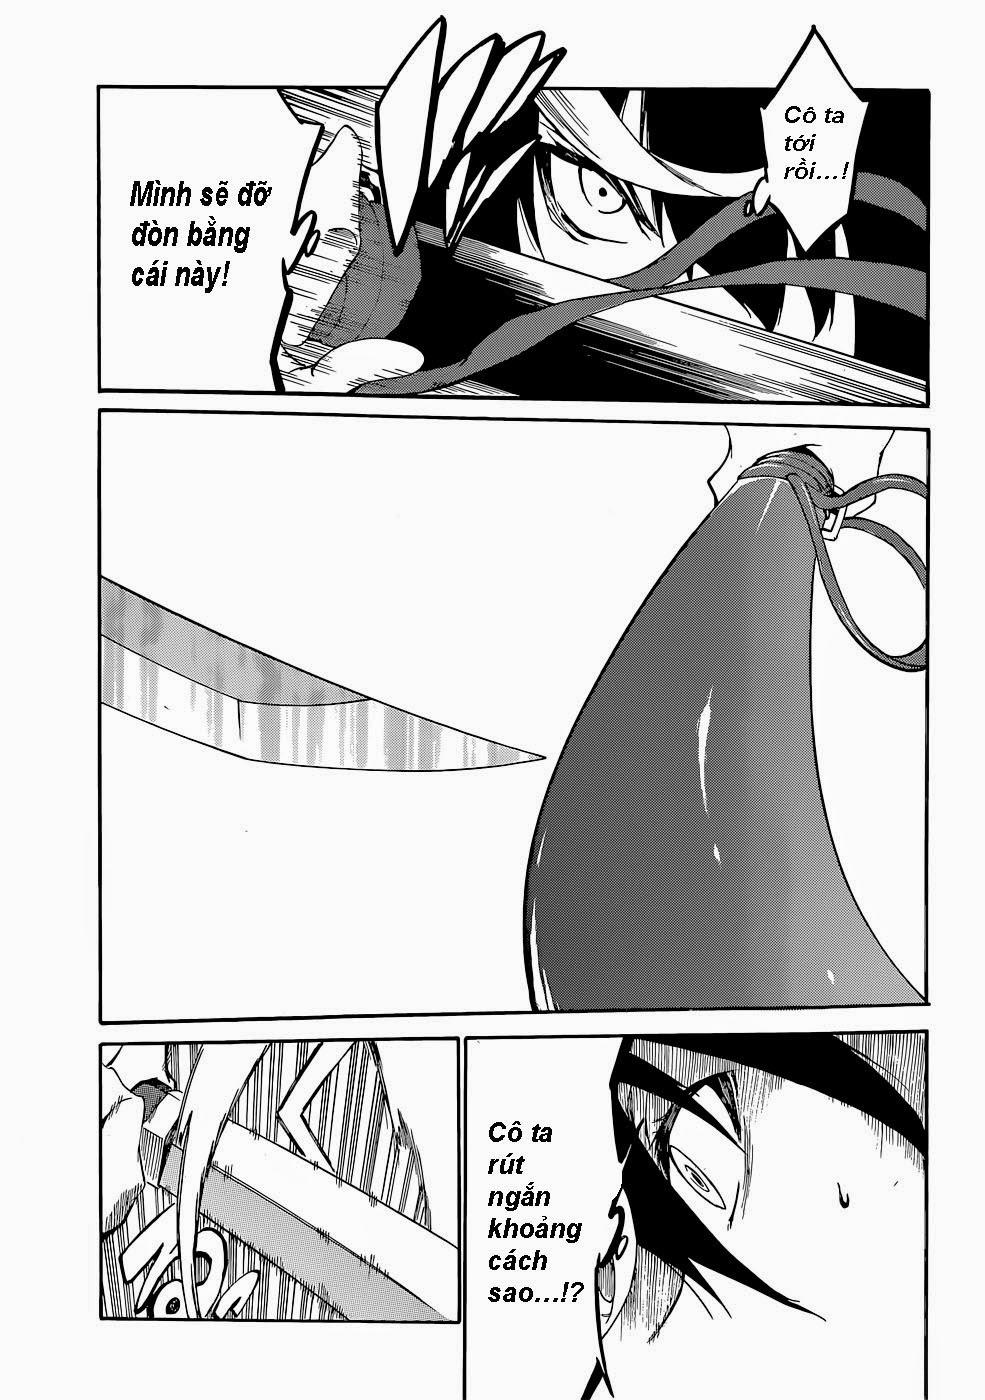 Cô ta
tới
rồi...!
Mình sẽ đỡ
đòn bằng
cái này!
Cô ta
rút
ngắn
khoảng
cách
sao...!?